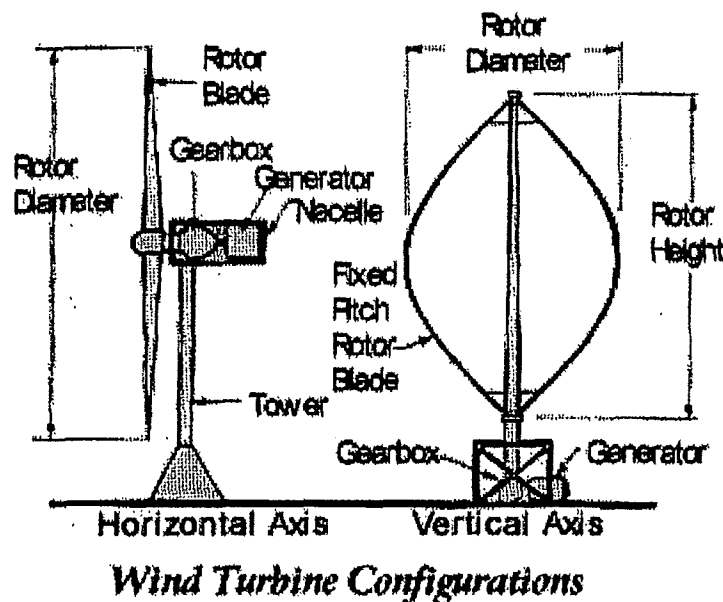 Rotor
Blade
Gearbox
Generator
Nacelle
Rotor
Diameter
Tower
Horizontal Axis
Rotor
Diameter
Rotor
Height
Fixed
Pitch
Rotor
Blade
Gearbox
Generator
Vertical Axis
Wind Turbine Configurations